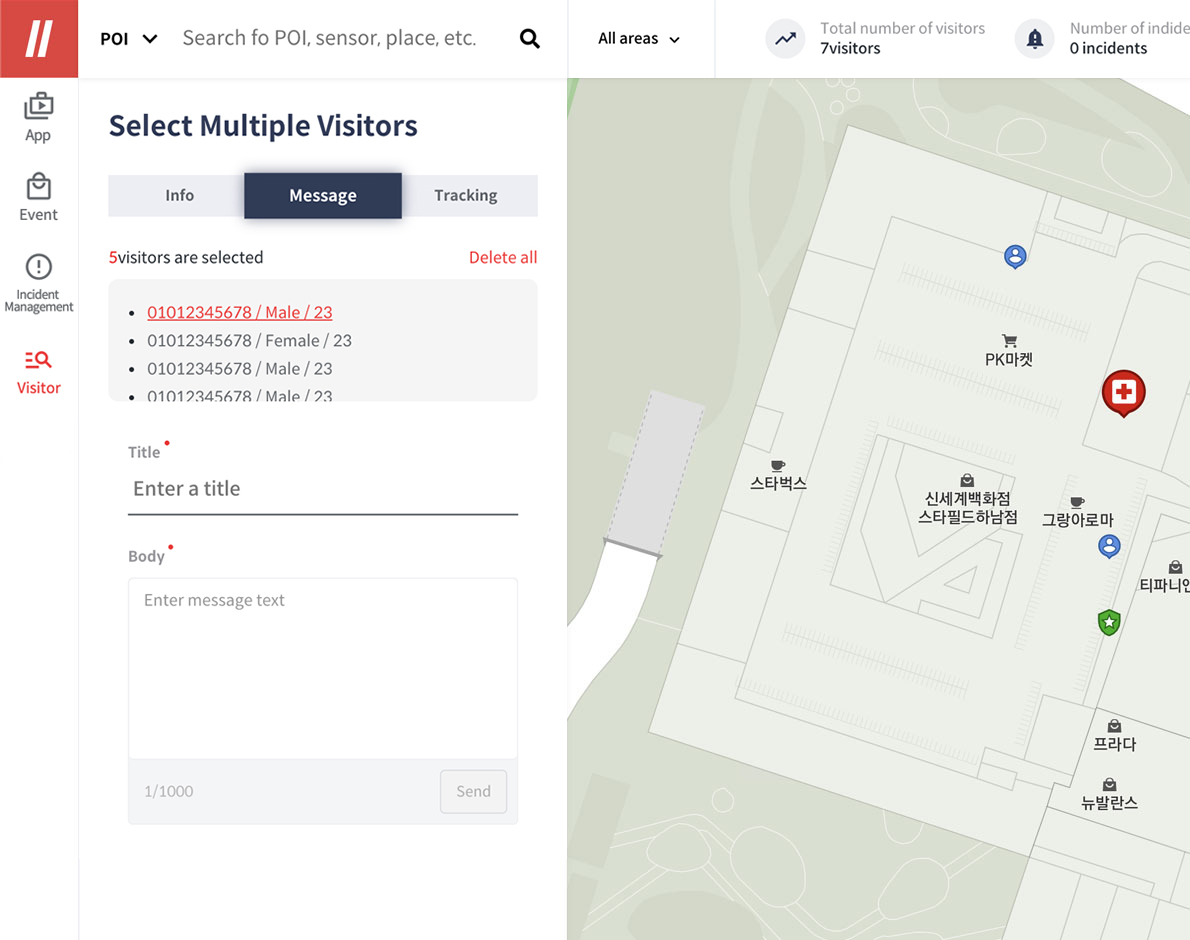 POI
Search fo POI, sensor, place, etc.
All areas
Total number of visitors
7visitors
Number of indide
0 incidents
App
Event
Incident
Management
Visitor
Select Multiple Visitors
Info
Message
Tracking
5visitors are selected
Delete all
01012345678 / Male / 23
01012345678 / Female / 23
01012345678 / Male / 23
01012345678 / Male / 23
Title
Enter a title
Body
Enter message text
1/1000
Send
PK마켓
스타벅스
신세계백화점
스타필드하남점
그랑아로마
티파니앤
프라다
뉴발란스